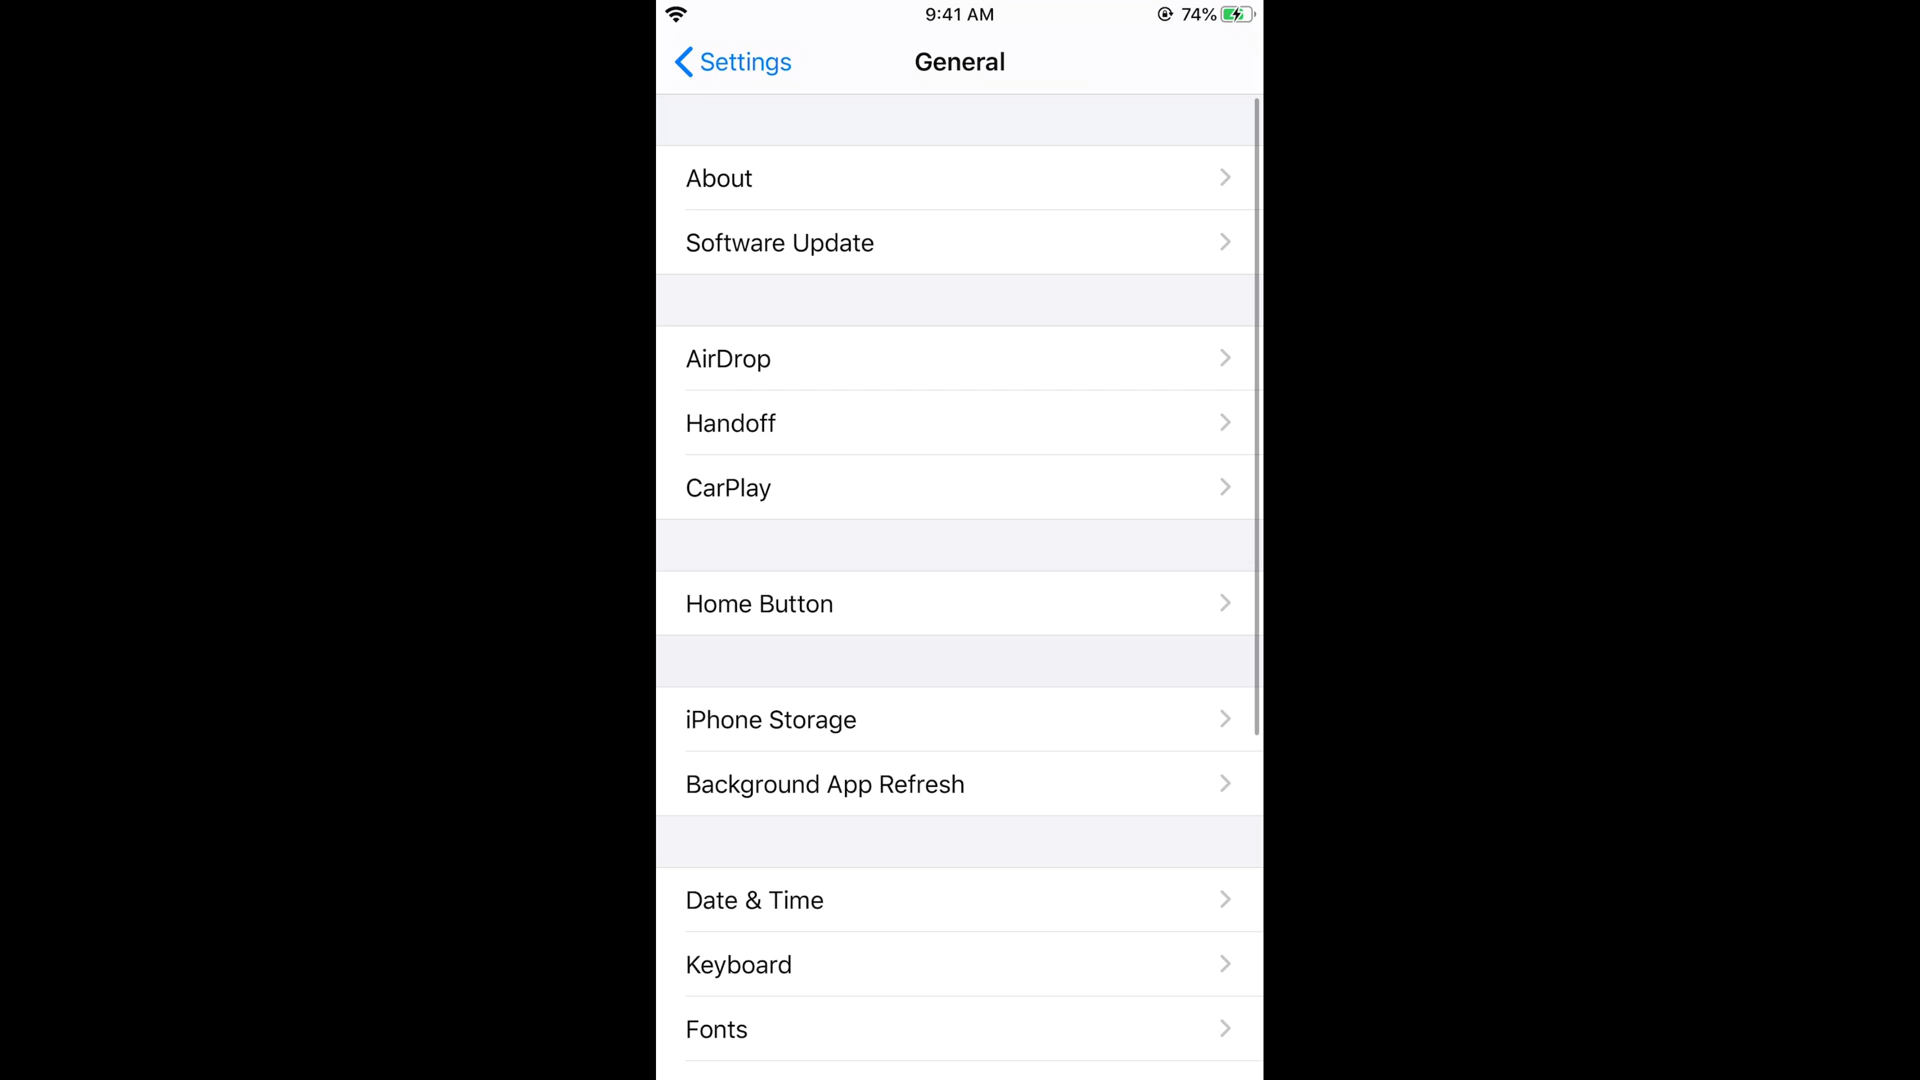 9:41 AM
74%
Settings
General
About
Software Update
AirDrop
Handoff
CarPlay
Home Button
iPhone Storage
Background App Refresh
Date & Time
Keyboard
Fonts